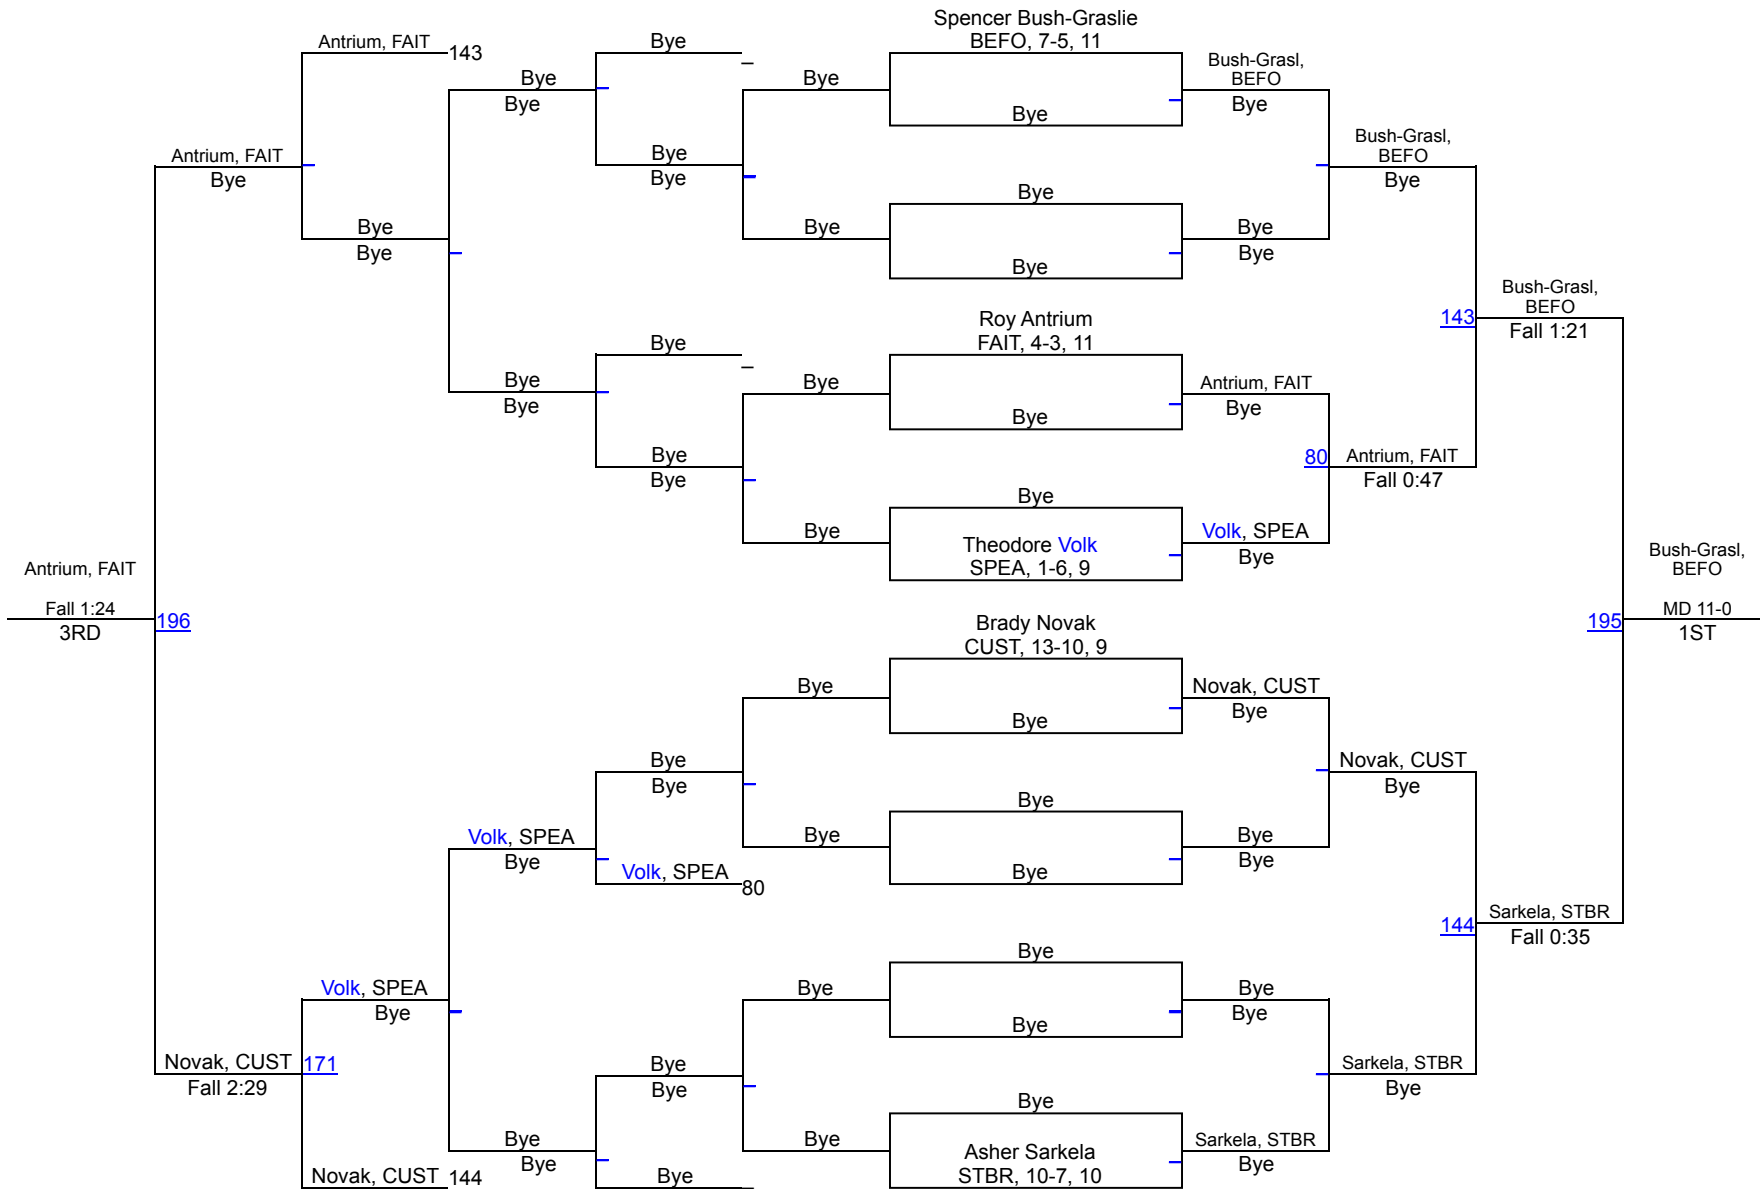 Spencer Bush-Graslie
BEFO, 7-5, 11
Antrium, FAIT
143
Bye
_
Bye
Bye
Bye
Bye
Bush-Grasl,
BEFO
Bye
Bye
Bush-Grasl,
BEFO
Bye
Bye
Bye
Antrium, FAIT
Bye
Bye
Bye
Bye
Bye
Bye
Bye
Bye
Bye
Bush-Grasl,
BEFO
143
Fall 1:21
Roy Antrium
FAIT, 4-3, 11
Bye
_
Bye
Bye
Bye
Antrium, FAIT
Bye
Bye
Bye
Bye
80
Antrium, FAIT
Fall 0:47
Bye
Bye
Theodore Volk
SPEA, 1-6, 9
Volk, SPEA
Bye
Antrium, FAIT
Fall 1:24
3RD
196
Bush-Grasl,
BEFO
195
MD 11-0
1ST
Brady Novak
CUST, 13-10, 9
Bye
Novak, CUST
Bye
Bye
Bye
Bye
Novak, CUST
Bye
Bye
Volk, SPEA
Bye
Bye
Bye
Bye
Bye
Volk, SPEA
80
Bye
144
Sarkela, STBR
Fall 0:35
Volk, SPEA
Bye
Bye
Bye
Bye
Bye
Novak, CUST
Fall 2:29
171
Bye
Bye
Sarkela, STBR
Bye
Bye
Bye
Bye
Bye
Asher Sarkela
STBR, 10-7, 10
Sarkela, STBR
Bye
Novak, CUST
144
Bye
_